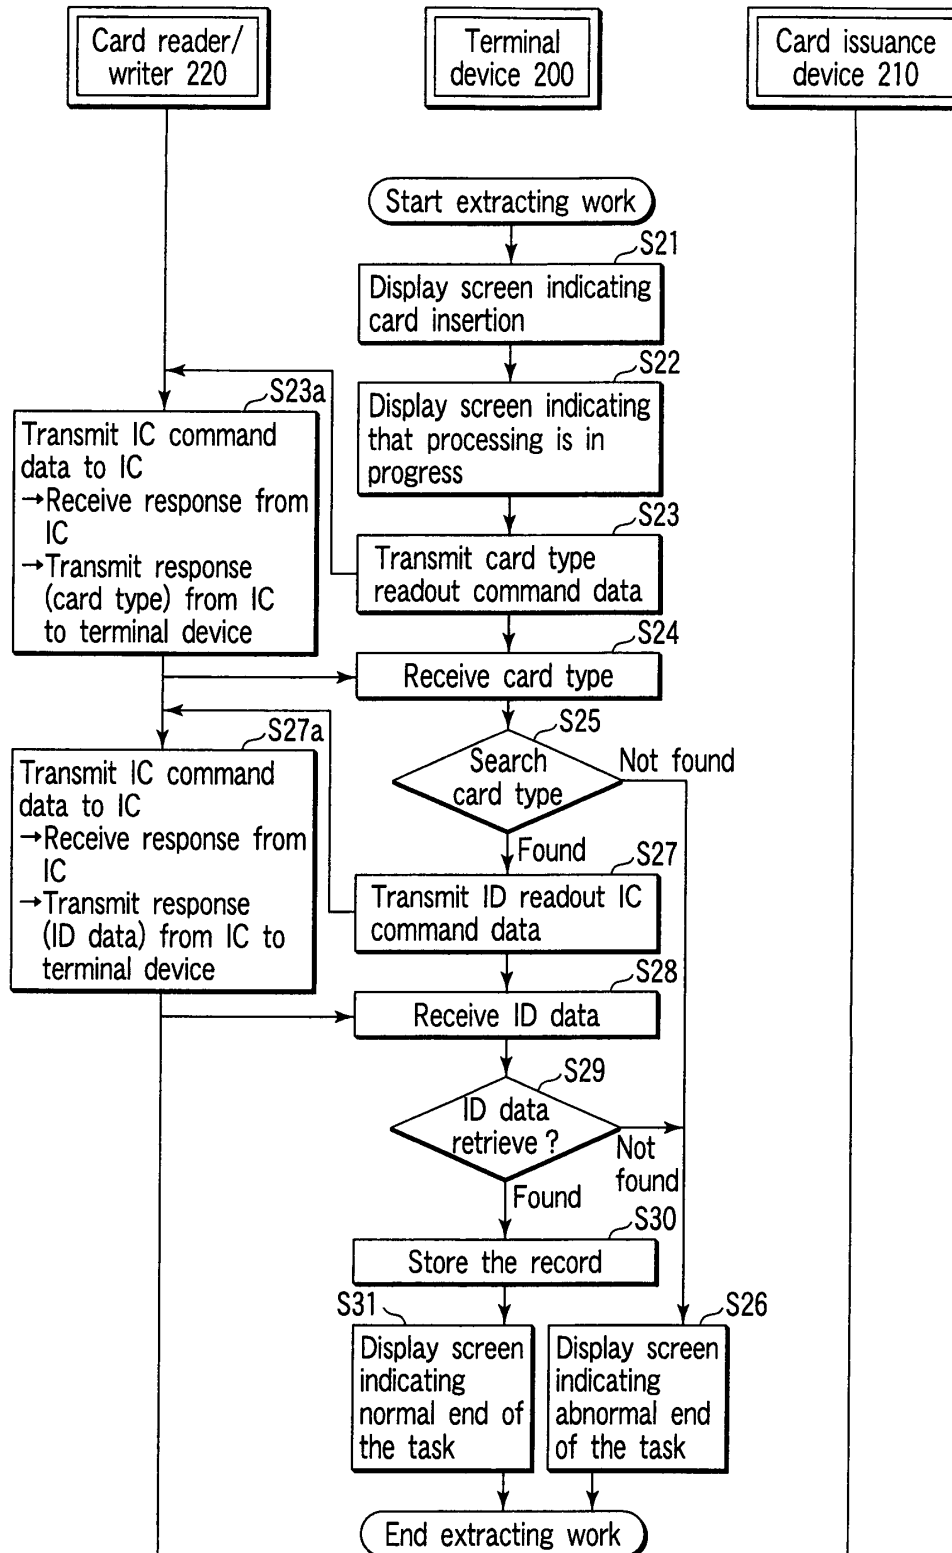 Card reader/
writer 220
Terminal
device 200
Card issuance
device 210
Start extracting work
S21
Display screen indicating
card insertion
S22
Display screen indicating
that processing is in
progress
S23a
Transmit IC command
data to IC
→Receive response from
IC
→Transmit response
(card type) from IC
to terminal device
S23
Transmit card type
readout command data
S24
Receive card type
S25
Search
card type
Not found
Found
S27a
Transmit IC command
data to IC
→Receive response from
IC
→Transmit response
(ID data) from IC to
terminal device
S27
Transmit ID readout IC
command data
S28
Receive ID data
S29
ID data
retrieve ?
Not
found
Found
S30
Store the record
S31
Display screen
indicating
normal end of
the task
S26
Display screen
indicating
abnormal end
of the task
End extracting work